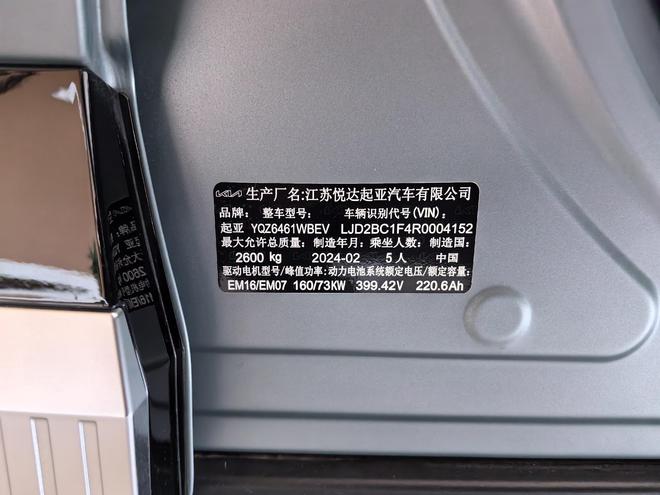 KIA 生产厂名:江苏悦达起亚汽车有限公司
品牌: 整车型号: 车辆识别代号(VIN):
起亚 YQZ6461WBEV LJD2BC1F4R0004152
最大允许总质量: 制造年月: 乘坐人数: 制造国:
2600 kg 2024-02 5人 中国
驱动电机型号/峰值功率:动力电池系统额定电压/额定容量:
EM16/EM07 160/73KW 399.42V 220.6Ah